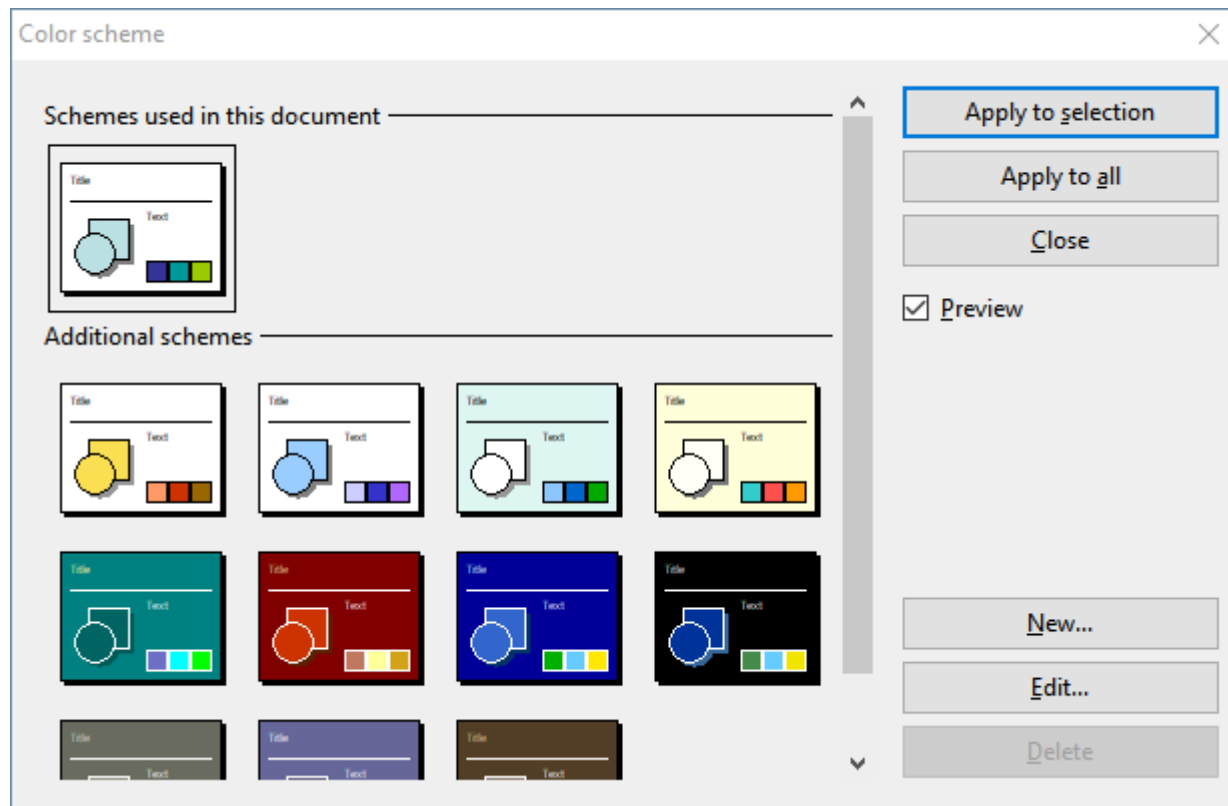 Color scheme
Schemes used in this document
Title
Text
Additional schemes
Title
Text
Title
Text
Title
Text
Title
Text
Title
Text
Title
Text
Title
Text
Title
Text
Title
Text
Title
Text
Title
Text
Apply to selection
Apply to all
Close
Preview
New...
Edit...
Delete